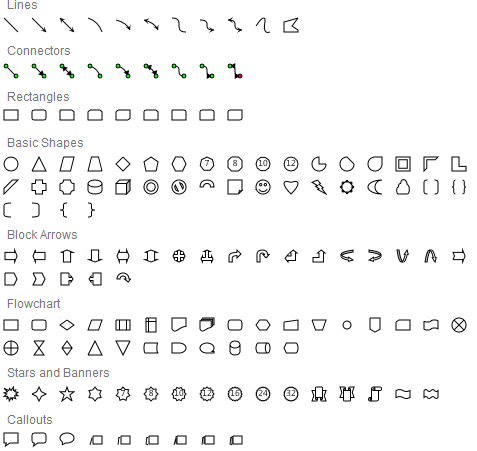 Lines
Connectors
Rectangles
Basic Shapes
7 8 10 12
Block Arrows
Flowchart
Stars and Banners
7 8 10 12 16 24 32
Callouts